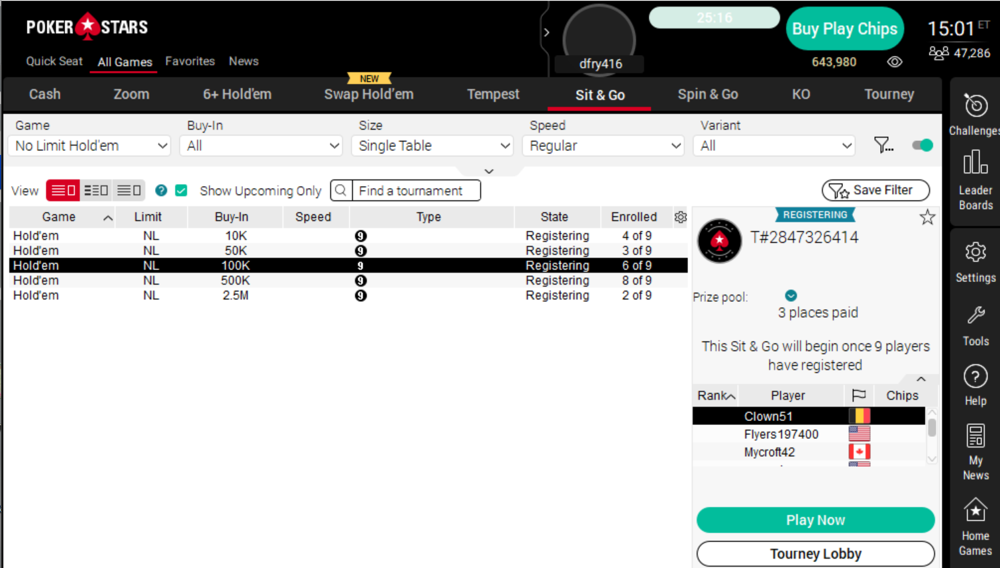 POKER STARS
25:16
Buy Play Chips
15:01 ET
Quick Seat All Games Favorites News
dfry416
643,980
47,286
NEW
Cash Zoom 6+ Hold'em Swap Hold'em Tempest Sit & Go Spin & Go KO Tourney
Game Buy-In Size Speed Variant
No Limit Hold'em All Single Table Regular All
View ? Show Upcoming Only Find a tournament Save Filter
Game Limit Buy-In Speed Type State Enrolled
Hold'em NL 10K 9 Registering 4 of 9
Hold'em NL 50K 9 Registering 3 of 9
Hold'em NL 100K 9 Registering 6 of 9
Hold'em NL 500K 9 Registering 8 of 9
Hold'em NL 2.5M 9 Registering 2 of 9
REGISTERING
T#2847326414
Prize pool:
3 places paid
This Sit & Go will begin once 9 players
have registered
Rank Player Chips
Clown51
Flyers197400
Mycroft42
Play Now
Tourney Lobby
Challenges
Leader
Boards
Settings
Tools
?
Help
My
News
Home
Games